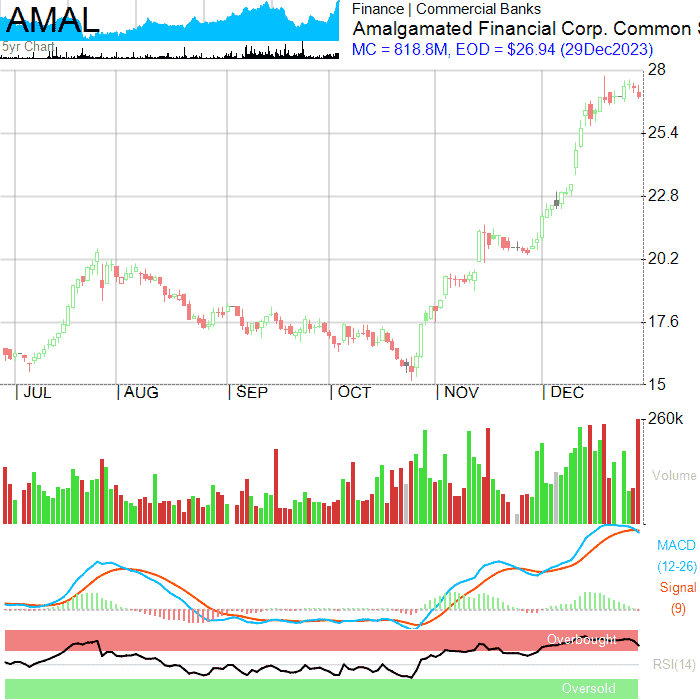 AMAL
5yr Chart
Finance | Commercial Banks
Amalgamated Financial Corp. Common S
MC = 818.8M, EOD = $26.94 (29Dec2023)
28
25.4
22.8
20.2
17.6
15
| JUL | AUG | SEP | OCT | NOV | DEC
260k
Volume
MACD
(12-26)
Signal
(9)
Overbought
RSI(14)
Oversold